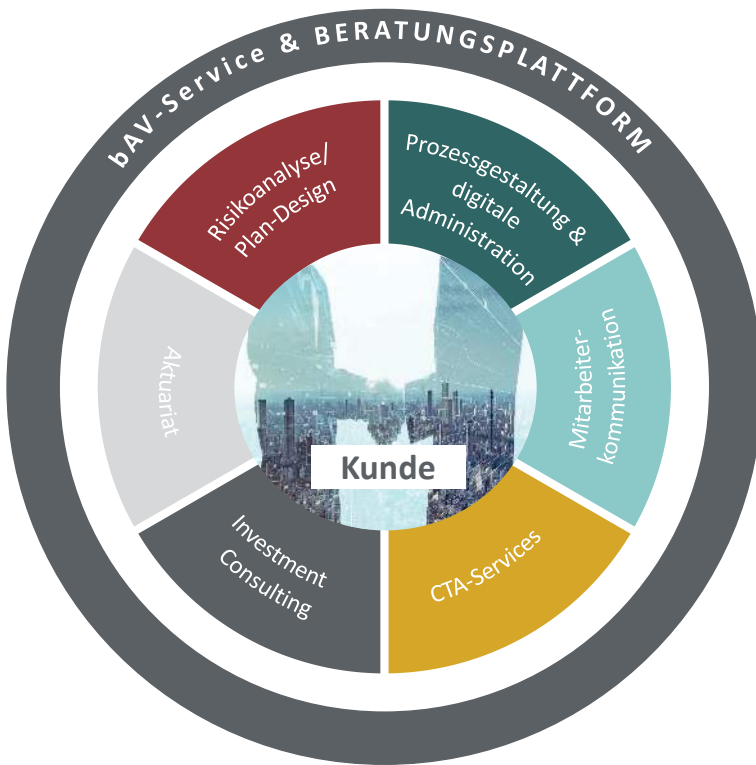 bAV-Service & BERATUNGSPLATTFORM
Risikoanalyse/
Plan-Design
Prozessgestaltung &
digitale
Administration
Mitarbeiter-
kommunikation
CTA-Services
Investment
Consulting
Aktuariat
Kunde